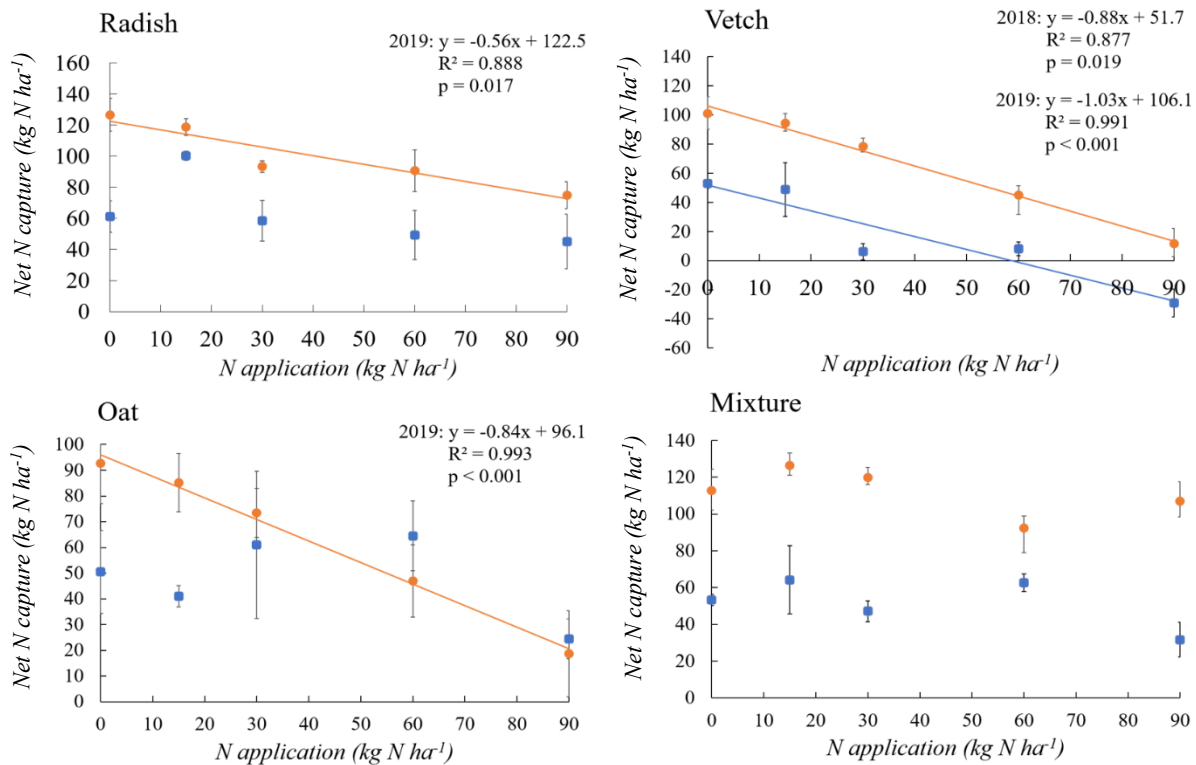 Radish
2019: y = -0.56x + 122.5
R² = 0.888
p = 0.017
Net N capture (kg N ha⁻¹)
160
140
120
100
80
60
40
20
0
0 10 20 30 40 50 60 70 80 90
N application (kg N ha⁻¹)
Vetch
2018: y = -0.88x + 51.7
R² = 0.877
p = 0.019
2019: y = -1.03x + 106.1
R² = 0.991
p < 0.001
Net N capture (kg N ha⁻¹)
140
120
100
80
60
40
20
0
-20
-40
-60
0 10 20 30 40 50 60 70 80 90
N application (kg N ha⁻¹)
Oat
2019: y = -0.84x + 96.1
R² = 0.993
p < 0.001
Net N capture (kg N ha⁻¹)
100
90
80
70
60
50
40
30
20
10
0
0 10 20 30 40 50 60 70 80 90
N application (kg N ha⁻¹)
Mixture
Net N capture (kg N ha⁻¹)
140
120
100
80
60
40
20
0
0 10 20 30 40 50 60 70 80 90
N application (kg N ha⁻¹)